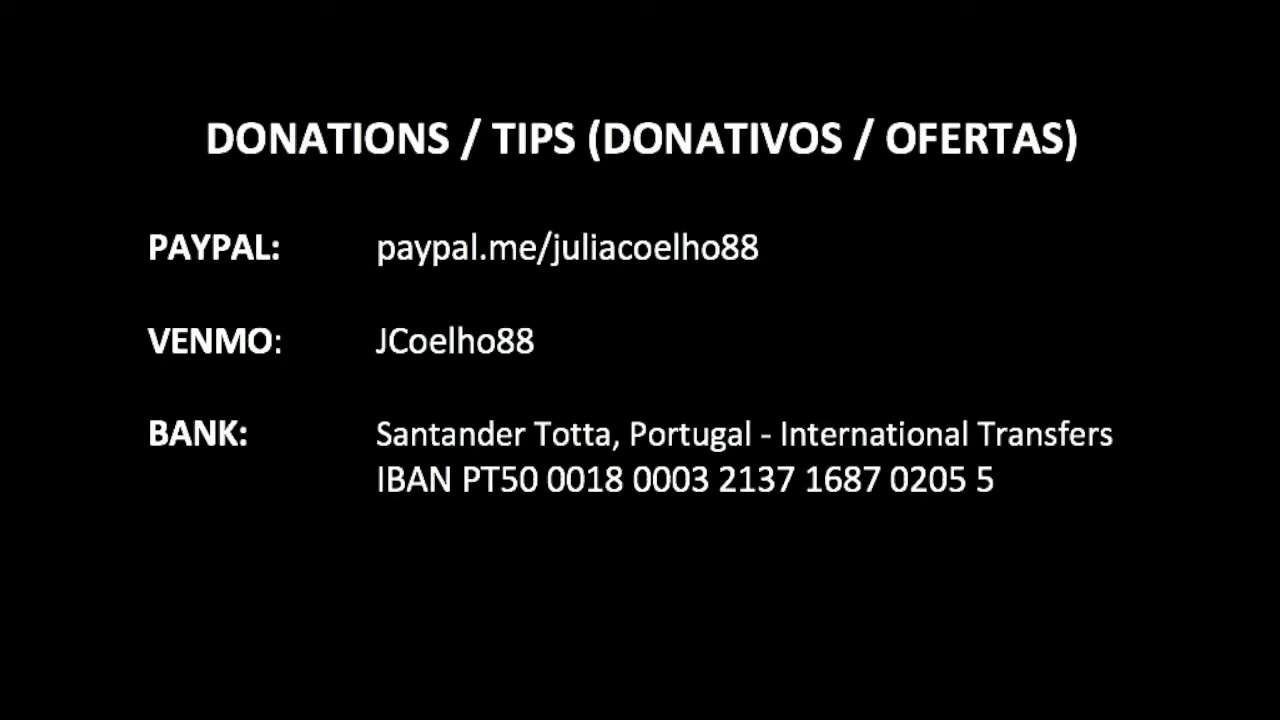 DONATIONS / TIPS (DONATIVOS / OFERTAS)
PAYPAL: paypal.me/juliacoelho88
VENMO: JCoelho88
BANK: Santander Totta, Portugal - International Transfers
IBAN PT50 0018 0003 2137 1687 0205 5